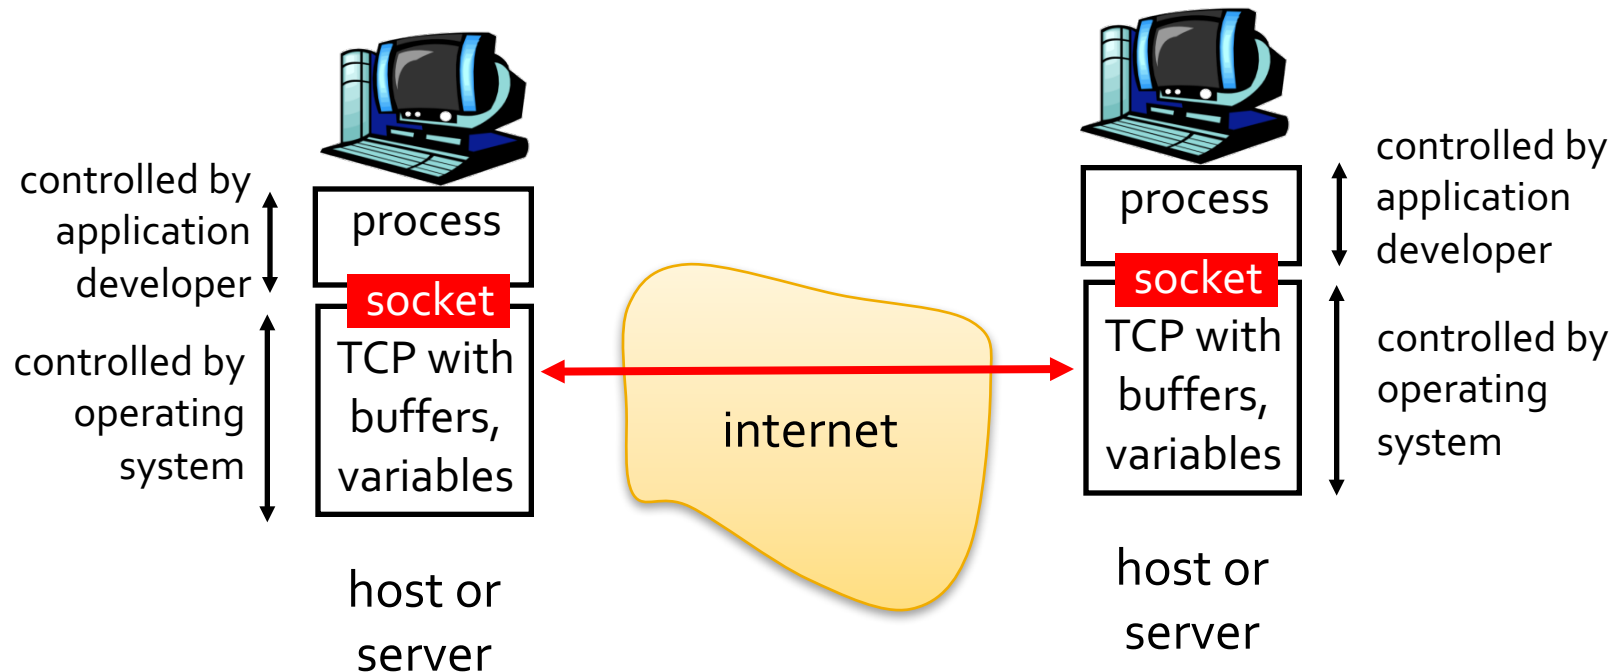 controlled by
application
developer
controlled by
operating
system
process
socket
TCP with
buffers,
variables
host or
server
internet
process
socket
TCP with
buffers,
variables
host or
server
controlled by
application
developer
controlled by
operating
system